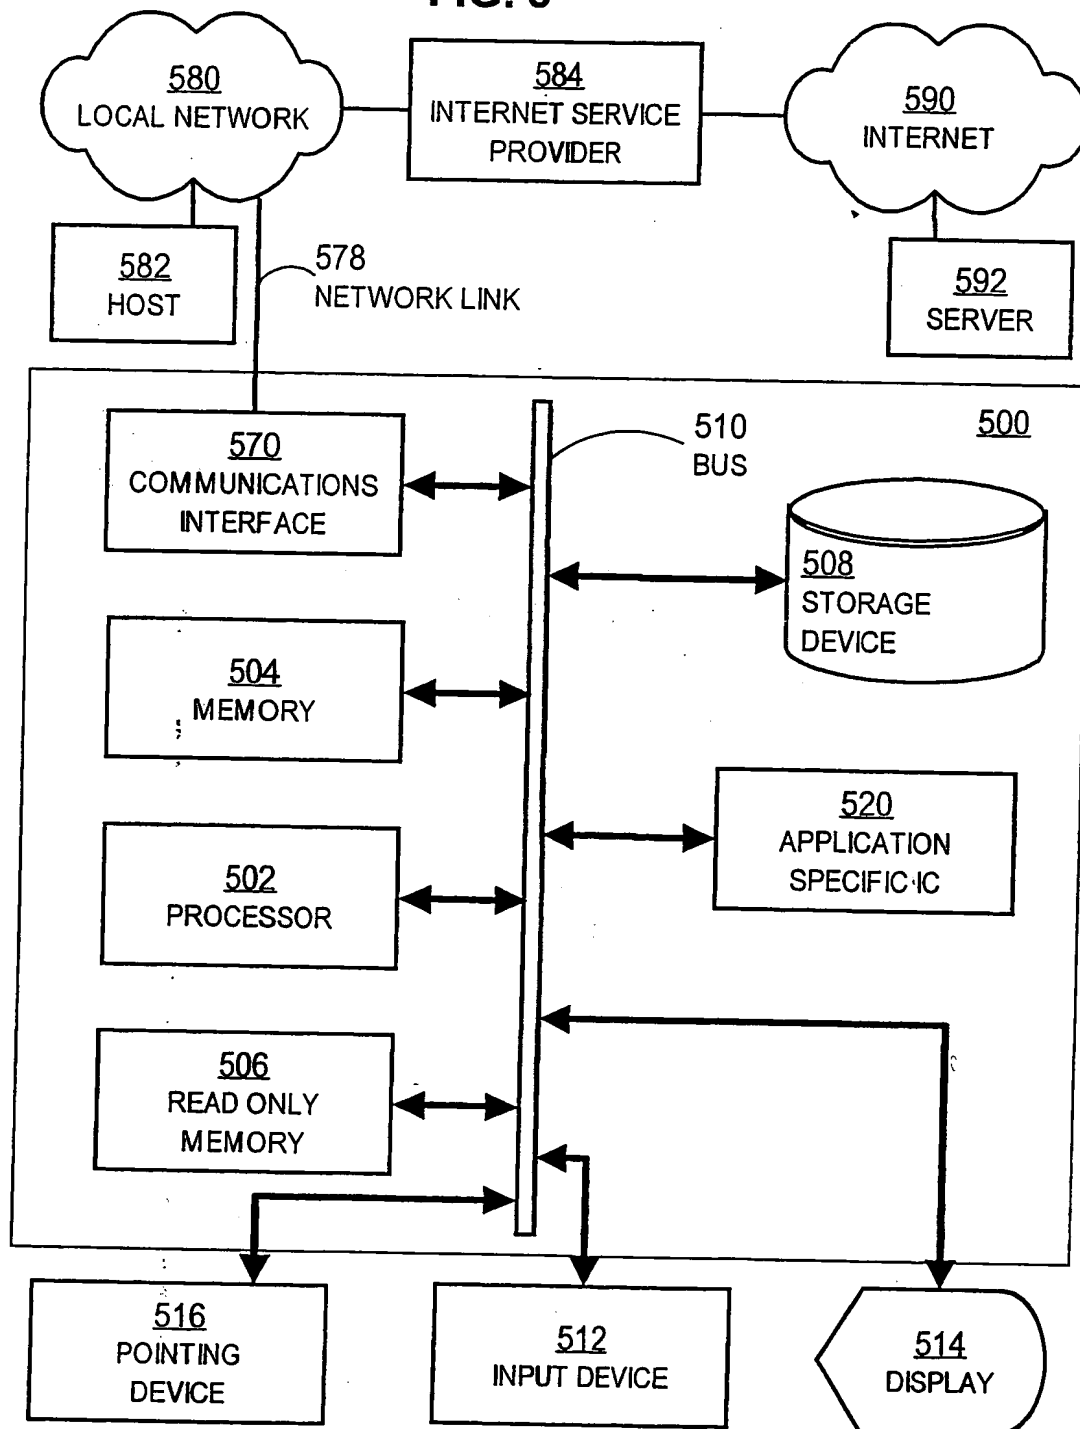 580
LOCAL NETWORK
584
INTERNET SERVICE
PROVIDER
590
INTERNET
582
HOST
578
NETWORK LINK
592
SERVER
500
510
BUS
570
COMMUNICATIONS
INTERFACE
508
STORAGE
DEVICE
504
MEMORY
520
APPLICATION
SPECIFIC IC
502
PROCESSOR
506
READ ONLY
MEMORY
516
POINTING
DEVICE
512
INPUT DEVICE
514
DISPLAY